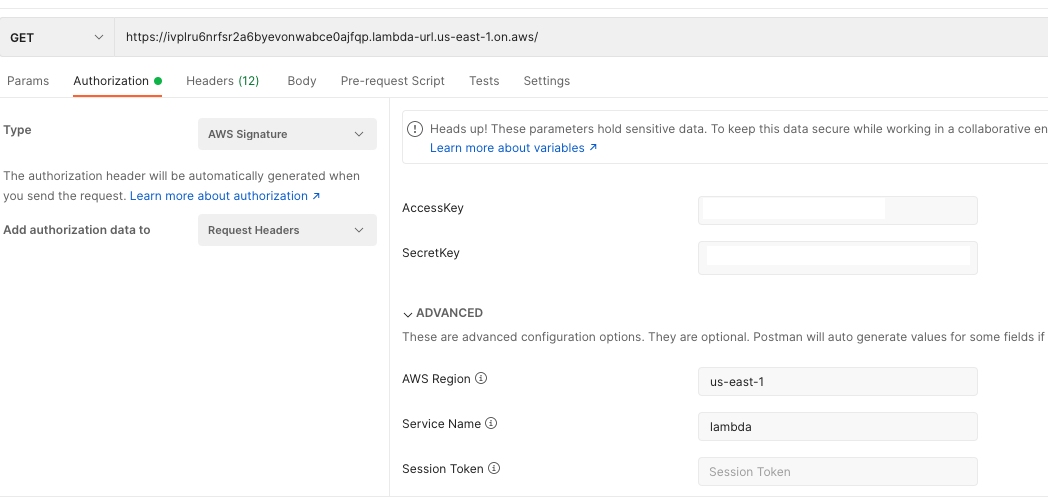 GET https://ivplru6nrfsr2a6byevonwabce0ajfqp.lambda-url.us-east-1.on.aws/
Params Authorization Headers (12) Body Pre-request Script Tests Settings
Type AWS Signature
The authorization header will be automatically generated when
you send the request. Learn more about authorization ↗
Add authorization data to Request Headers
Heads up! These parameters hold sensitive data. To keep this data secure while working in a collaborative en
Learn more about variables ↗
AccessKey
SecretKey
ADVANCED
These are advanced configuration options. They are optional. Postman will auto generate values for some fields if
AWS Region us-east-1
Service Name lambda
Session Token Session Token